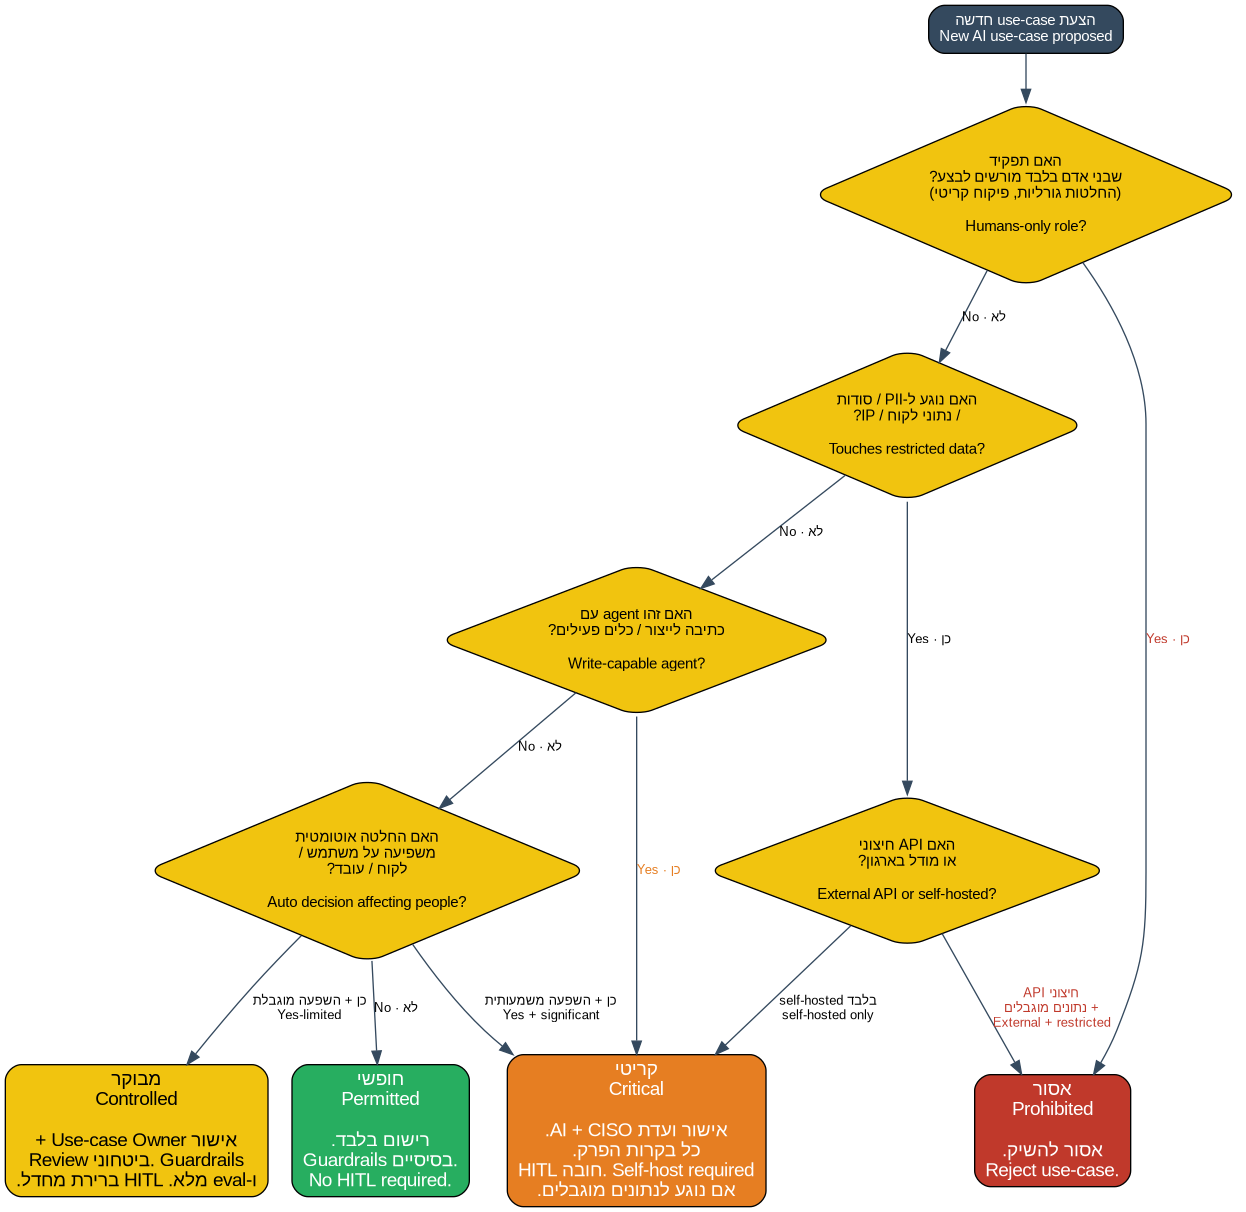 הצעת use-case חדשה
New AI use-case proposed
האם תפקיד
שבני אדם בלבד מורשים לבצע?
(החלטות גורליות, פיקוח קריטי)
Humans-only role?
No · לא
האם נוגע ל-PII / סודות
/ נתוני לקוח / IP?
Touches restricted data?
No · לא
האם זהו agent עם
כתיבה לייצור / כלים פעילים?
Write-capable agent?
Yes · כן
Yes · כן
No · לא
האם החלטה אוטומטית
משפיעה על משתמש /
לקוח / עובד?
Auto decision affecting people?
האם API חיצוני
או מודל בארגון?
External API or self-hosted?
Yes · כן
כן + השפעה מוגבלת
Yes-limited
No · לא
כן + השפעה משמעותית
Yes + significant
self-hosted בלבד
self-hosted only
API חיצוני
+ נתונים מוגבלים
External + restricted
מבוקר
Controlled
אישור Use-case Owner +
Review ביטחוני. Guardrails
ו-eval מלא. HITL ברירת מחדל.
חופשי
Permitted
רישום בלבד.
Guardrails בסיסיים.
No HITL required.
קריטי
Critical
אישור ועדת AI + CISO.
כל בקרות הפרק.
HITL חובה. Self-host required
אם נוגע לנתונים מוגבלים.
אסור
Prohibited
אסור להשיק.
Reject use-case.